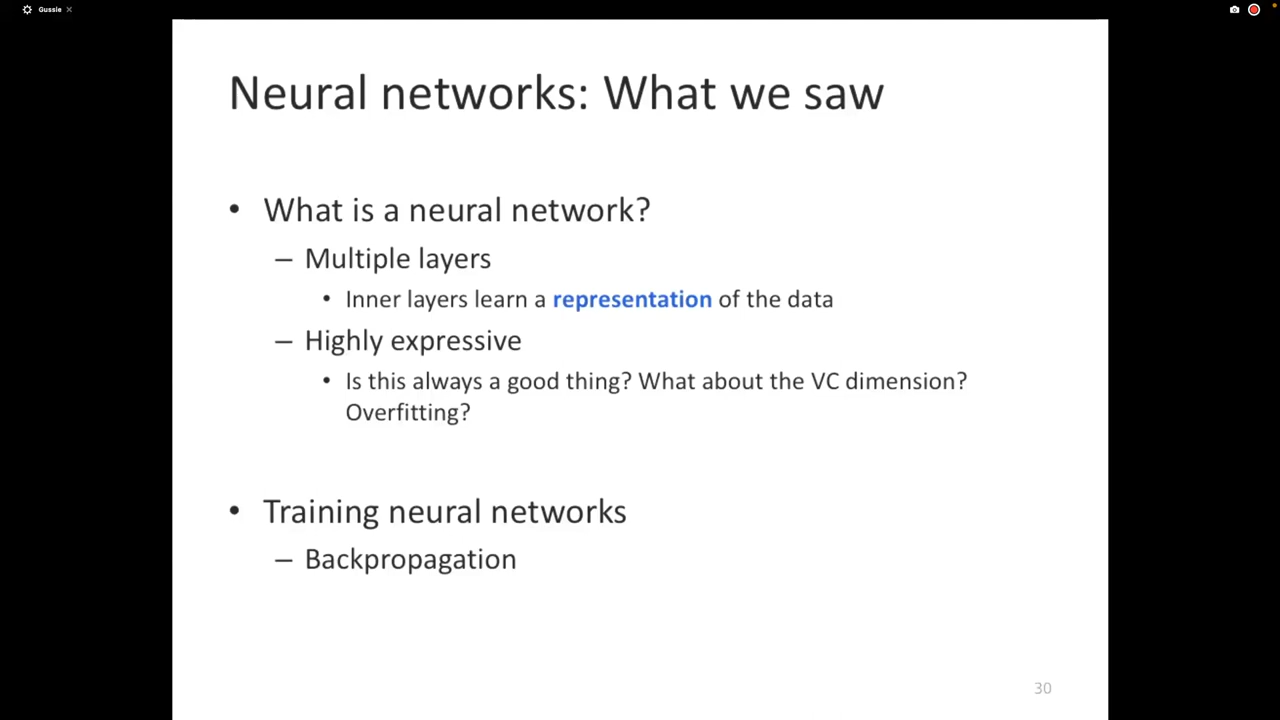 Gussie
Neural networks: What we saw
• What is a neural network?
– Multiple layers
• Inner layers learn a representation of the data
– Highly expressive
• Is this always a good thing? What about the VC dimension?
Overfitting?
• Training neural networks
– Backpropagation
30